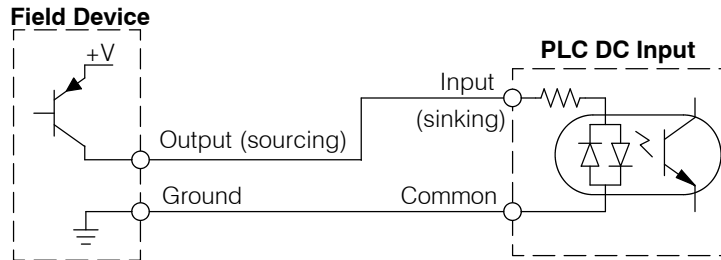 Field Device
+V
PLC DC Input
Input
(sinking)
Output (sourcing)
Ground
Common